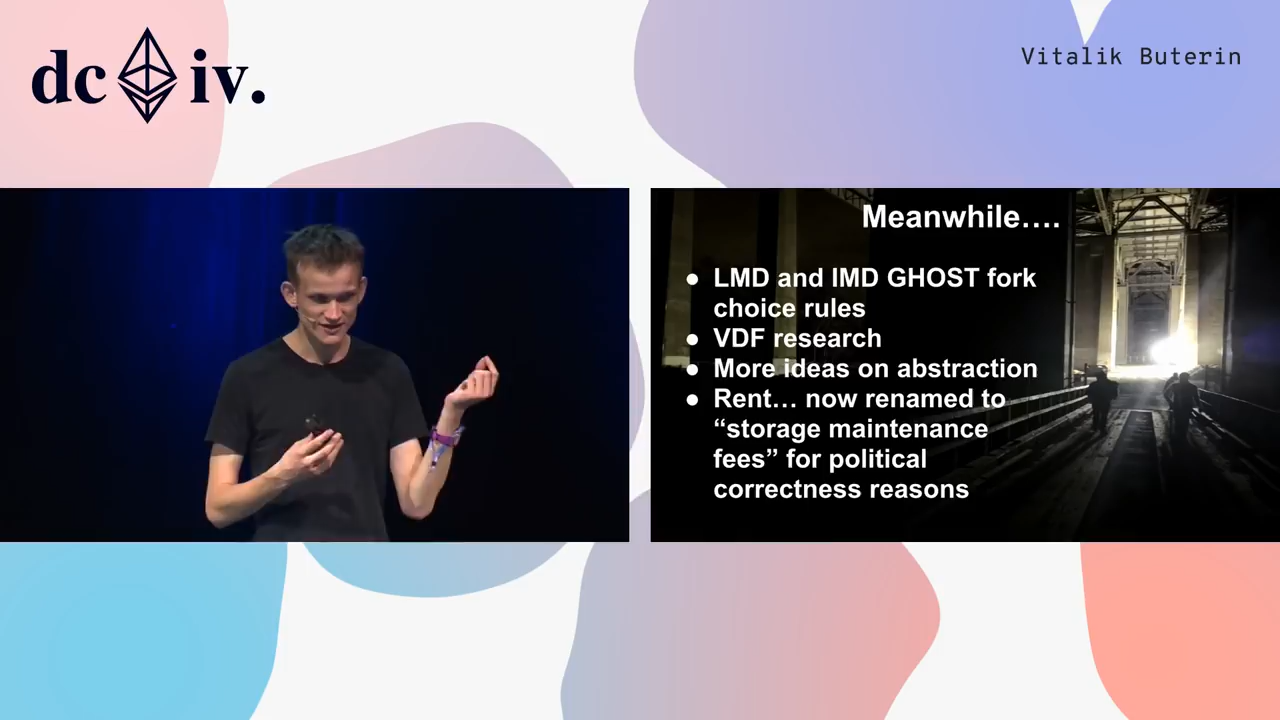 dc iv.
Vitalik Buterin
Meanwhile….
● LMD and IMD GHOST fork
choice rules
● VDF research
● More ideas on abstraction
● Rent… now renamed to
“storage maintenance
fees” for political
correctness reasons